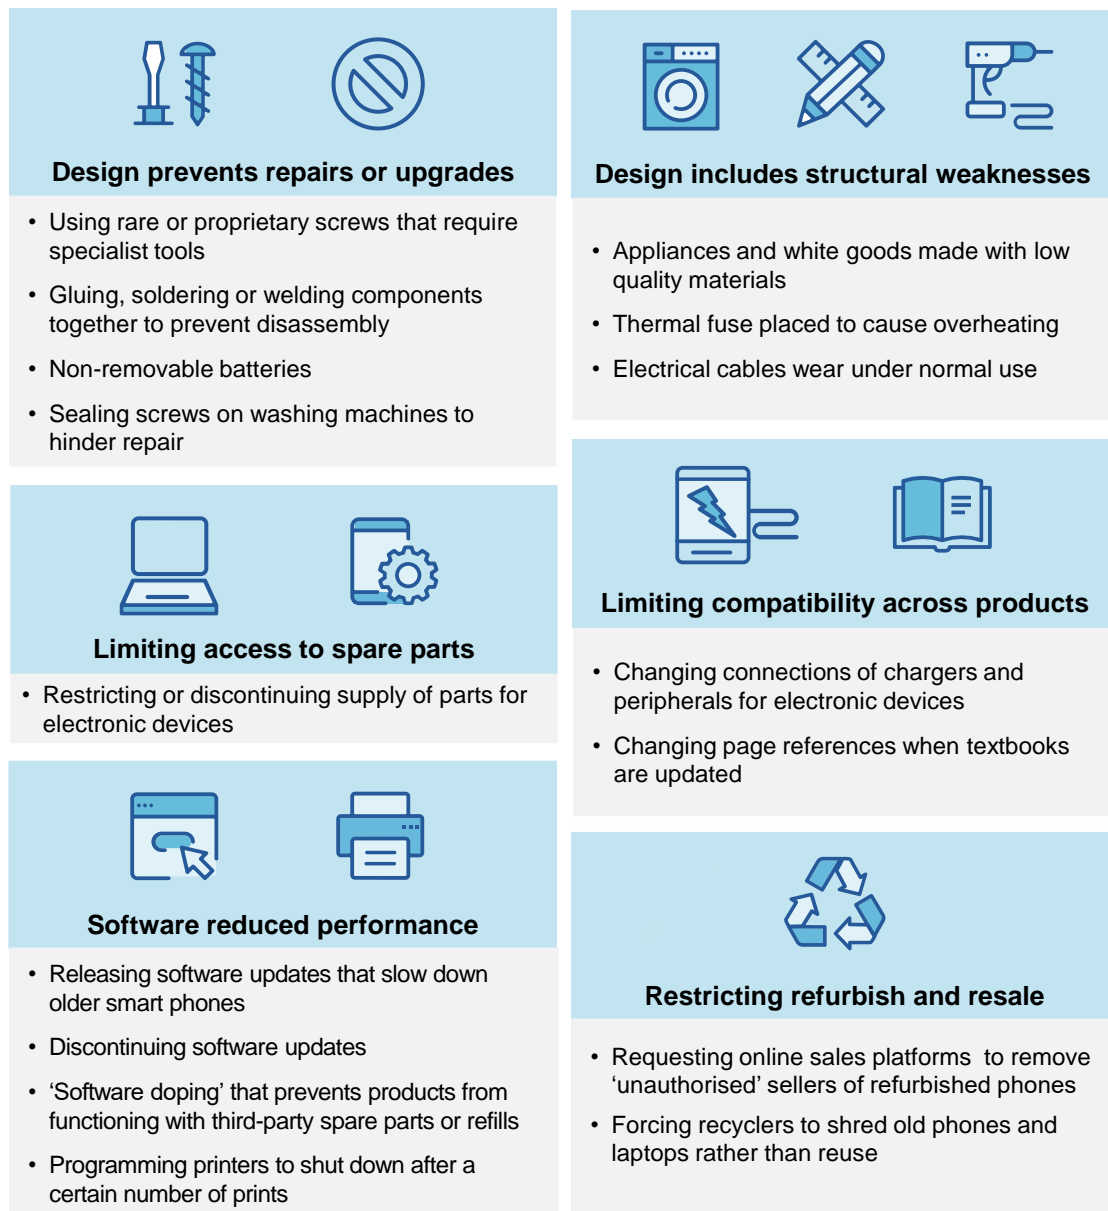 Design prevents repairs or upgrades
• Using rare or proprietary screws that require
specialist tools
• Gluing, soldering or welding components
together to prevent disassembly
• Non-removable batteries
• Sealing screws on washing machines to
hinder repair
Limiting access to spare parts
• Restricting or discontinuing supply of parts for
electronic devices
Software reduced performance
• Releasing software updates that slow down
older smart phones
• Discontinuing software updates
• ‘Software doping’ that prevents products from
functioning with third-party spare parts or refills
• Programming printers to shut down after a
certain number of prints
Design includes structural weaknesses
• Appliances and white goods made with low
quality materials
• Thermal fuse placed to cause overheating
• Electrical cables wear under normal use
Limiting compatibility across products
• Changing connections of chargers and
peripherals for electronic devices
• Changing page references when textbooks
are updated
Restricting refurbish and resale
• Requesting online sales platforms to remove
‘unauthorised’ sellers of refurbished phones
• Forcing recyclers to shred old phones and
laptops rather than reuse